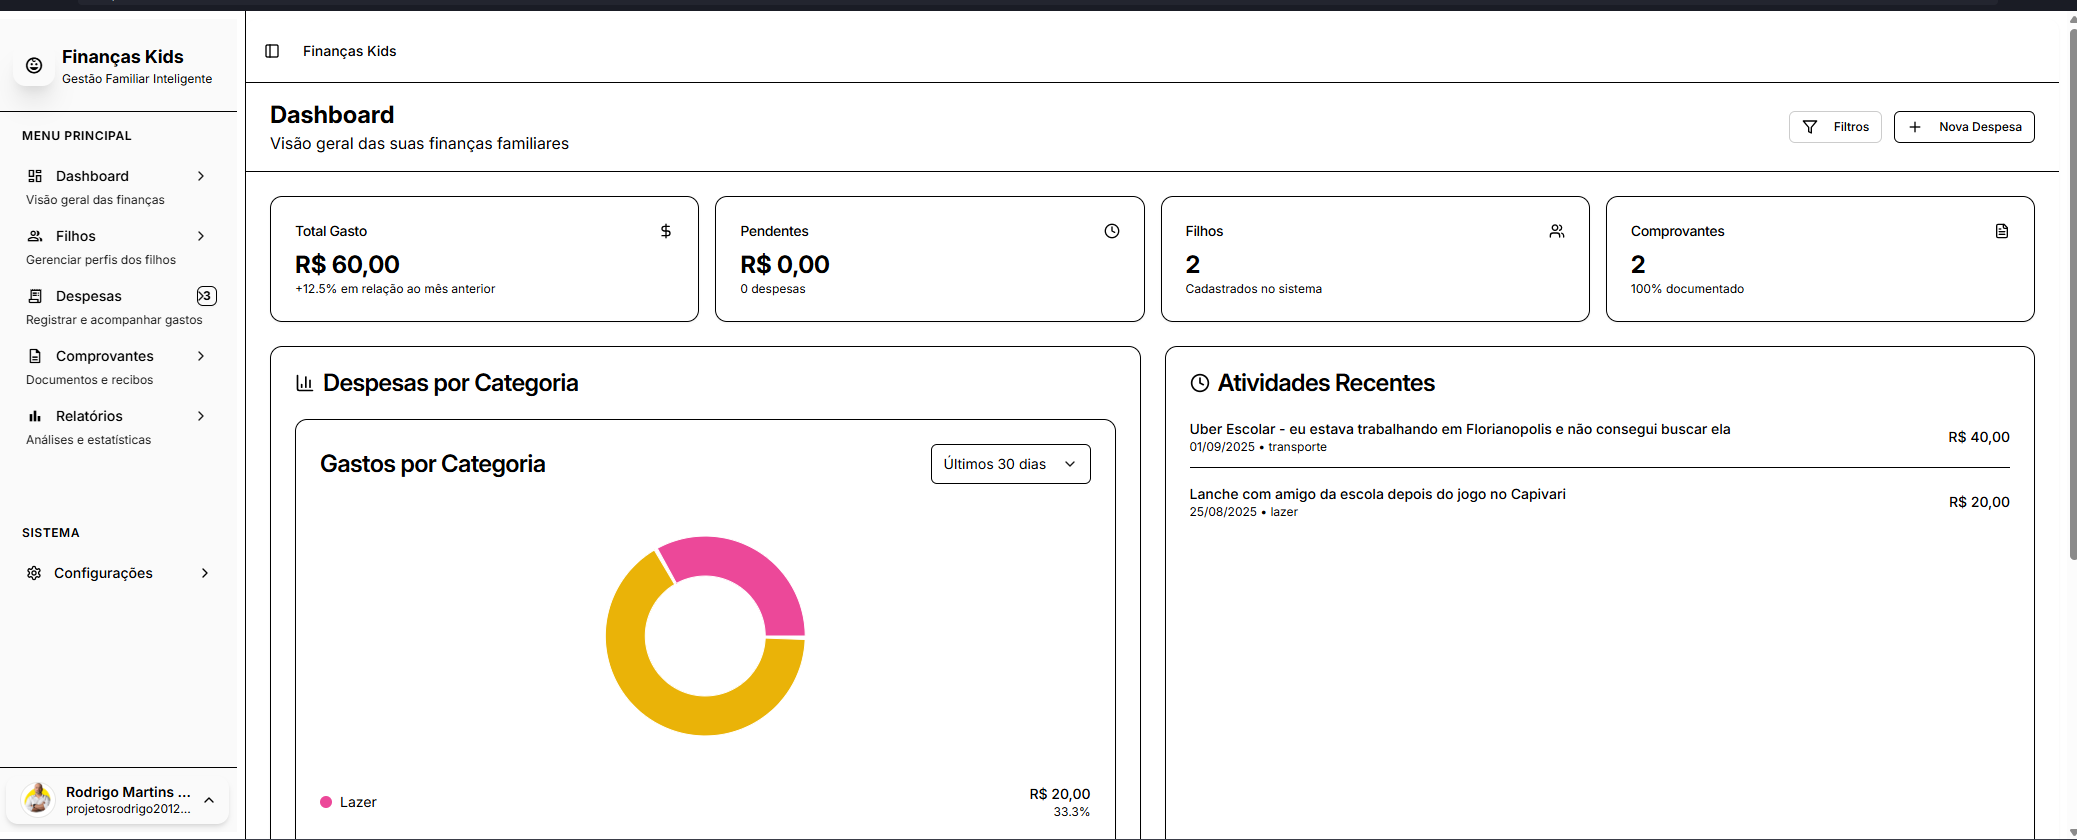 Finanças Kids
Gestão Familiar Inteligente
MENU PRINCIPAL
Dashboard
Visão geral das finanças
Filhos
Gerenciar perfis dos filhos
Despesas
3
Registrar e acompanhar gastos
Comprovantes
Documentos e recibos
Relatórios
Análises e estatísticas
SISTEMA
Configurações
Rodrigo Martins ...
projetosrodrigo2012...
Finanças Kids
Dashboard
Visão geral das suas finanças familiares
Filtros
Nova Despesa
Total Gasto
R$ 60,00
+12.5% em relação ao mês anterior
Pendentes
R$ 0,00
0 despesas
Filhos
2
Cadastrados no sistema
Comprovantes
2
100% documentado
Despesas por Categoria
Gastos por Categoria
Últimos 30 dias
Lazer
R$ 20,00
33.3%
Atividades Recentes
Uber Escolar - eu estava trabalhando em Florianopolis e não consegui buscar ela
01/09/2025 • transporte
R$ 40,00
Lanche com amigo da escola depois do jogo no Capivari
25/08/2025 • lazer
R$ 20,00